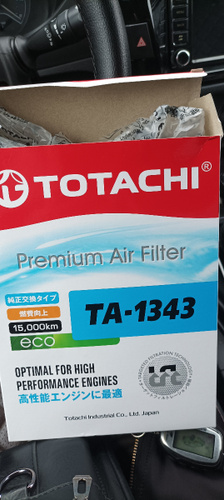 TOTACHI®
Premium Air Filter
純正交換タイプ
燃費向上
15,000km
eco
TA-1343
OPTIMAL FOR HIGH
PERFORMANCE ENGINES
高性能エンジンに最適
Totachi Industrial Co., Ltd. Japan